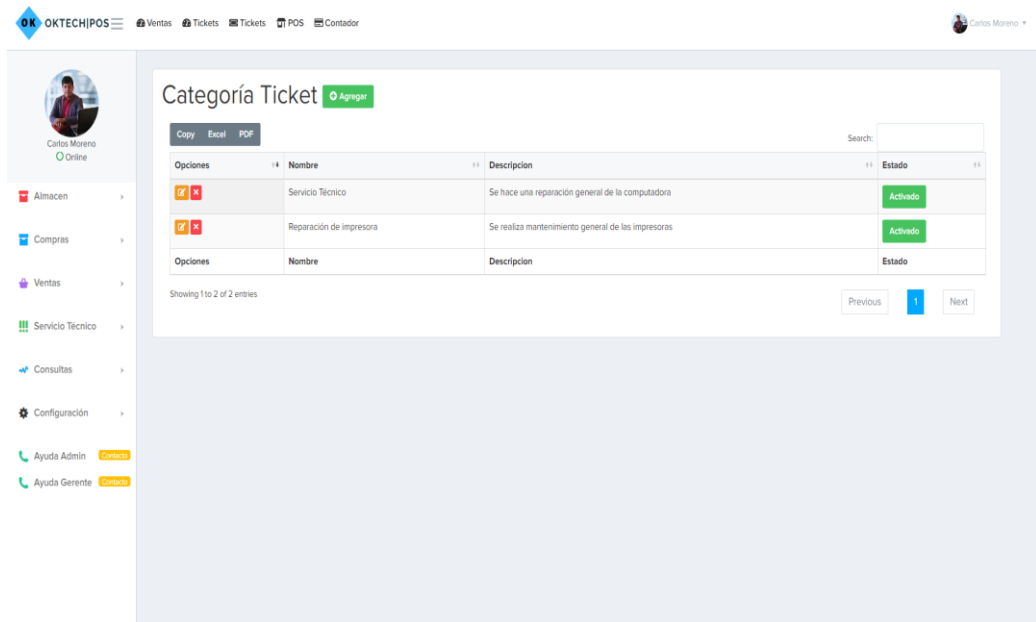 OK OKTECH|POS Ventas Tickets Tickets POS Contador Carlos Moreno
Carlos Moreno
Online
Almacen
Compras
Ventas
Servicio Técnico
Consultas
Configuración
Ayuda Admin Contacto
Ayuda Gerente Contacto
Categoría Ticket Agregar
Copy Excel PDF Search:
Opciones Nombre Descripcion Estado
Servicio Técnico Se hace una reparación general de la computadora Activado
Reparación de impresora Se realiza mantenimiento general de las impresoras Activado
Opciones Nombre Descripcion Estado
Showing 1 to 2 of 2 entries
Previous 1 Next